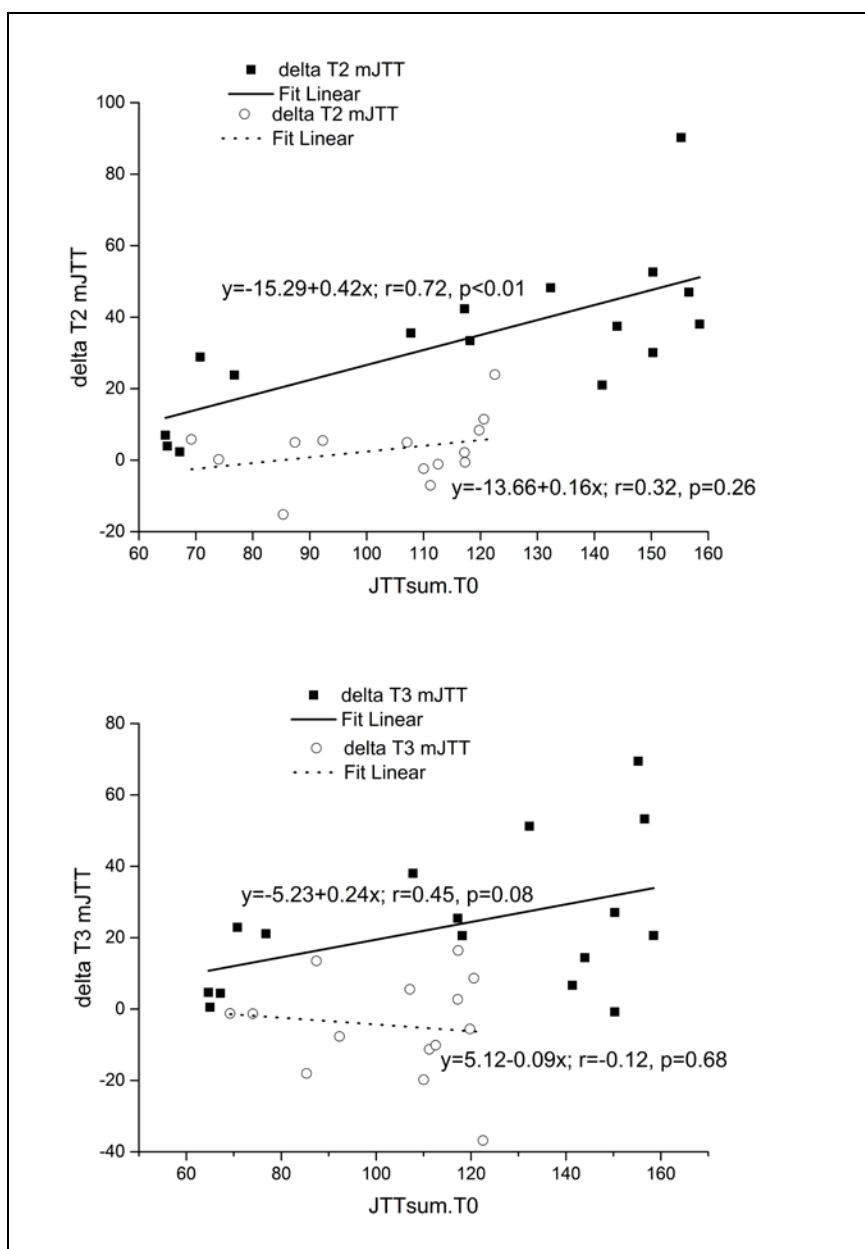 delta T2 mJTT
Fit Linear
delta T2 mJTT
Fit Linear
100
80
60
40
20
0
-20
delta T2 mJTT
y=-15.29+0.42x; r=0.72, p<0.01
y=-13.66+0.16x; r=0.32, p=0.26
60 70 80 90 100 110 120 130 140 150 160
JTTsum.T0
delta T3 mJTT
Fit Linear
delta T3 mJTT
Fit Linear
80
60
40
20
0
-20
-40
delta T3 mJTT
y=-5.23+0.24x; r=0.45, p=0.08
y=5.12-0.09x; r=-0.12, p=0.68
60 80 100 120 140 160
JTTsum.T0